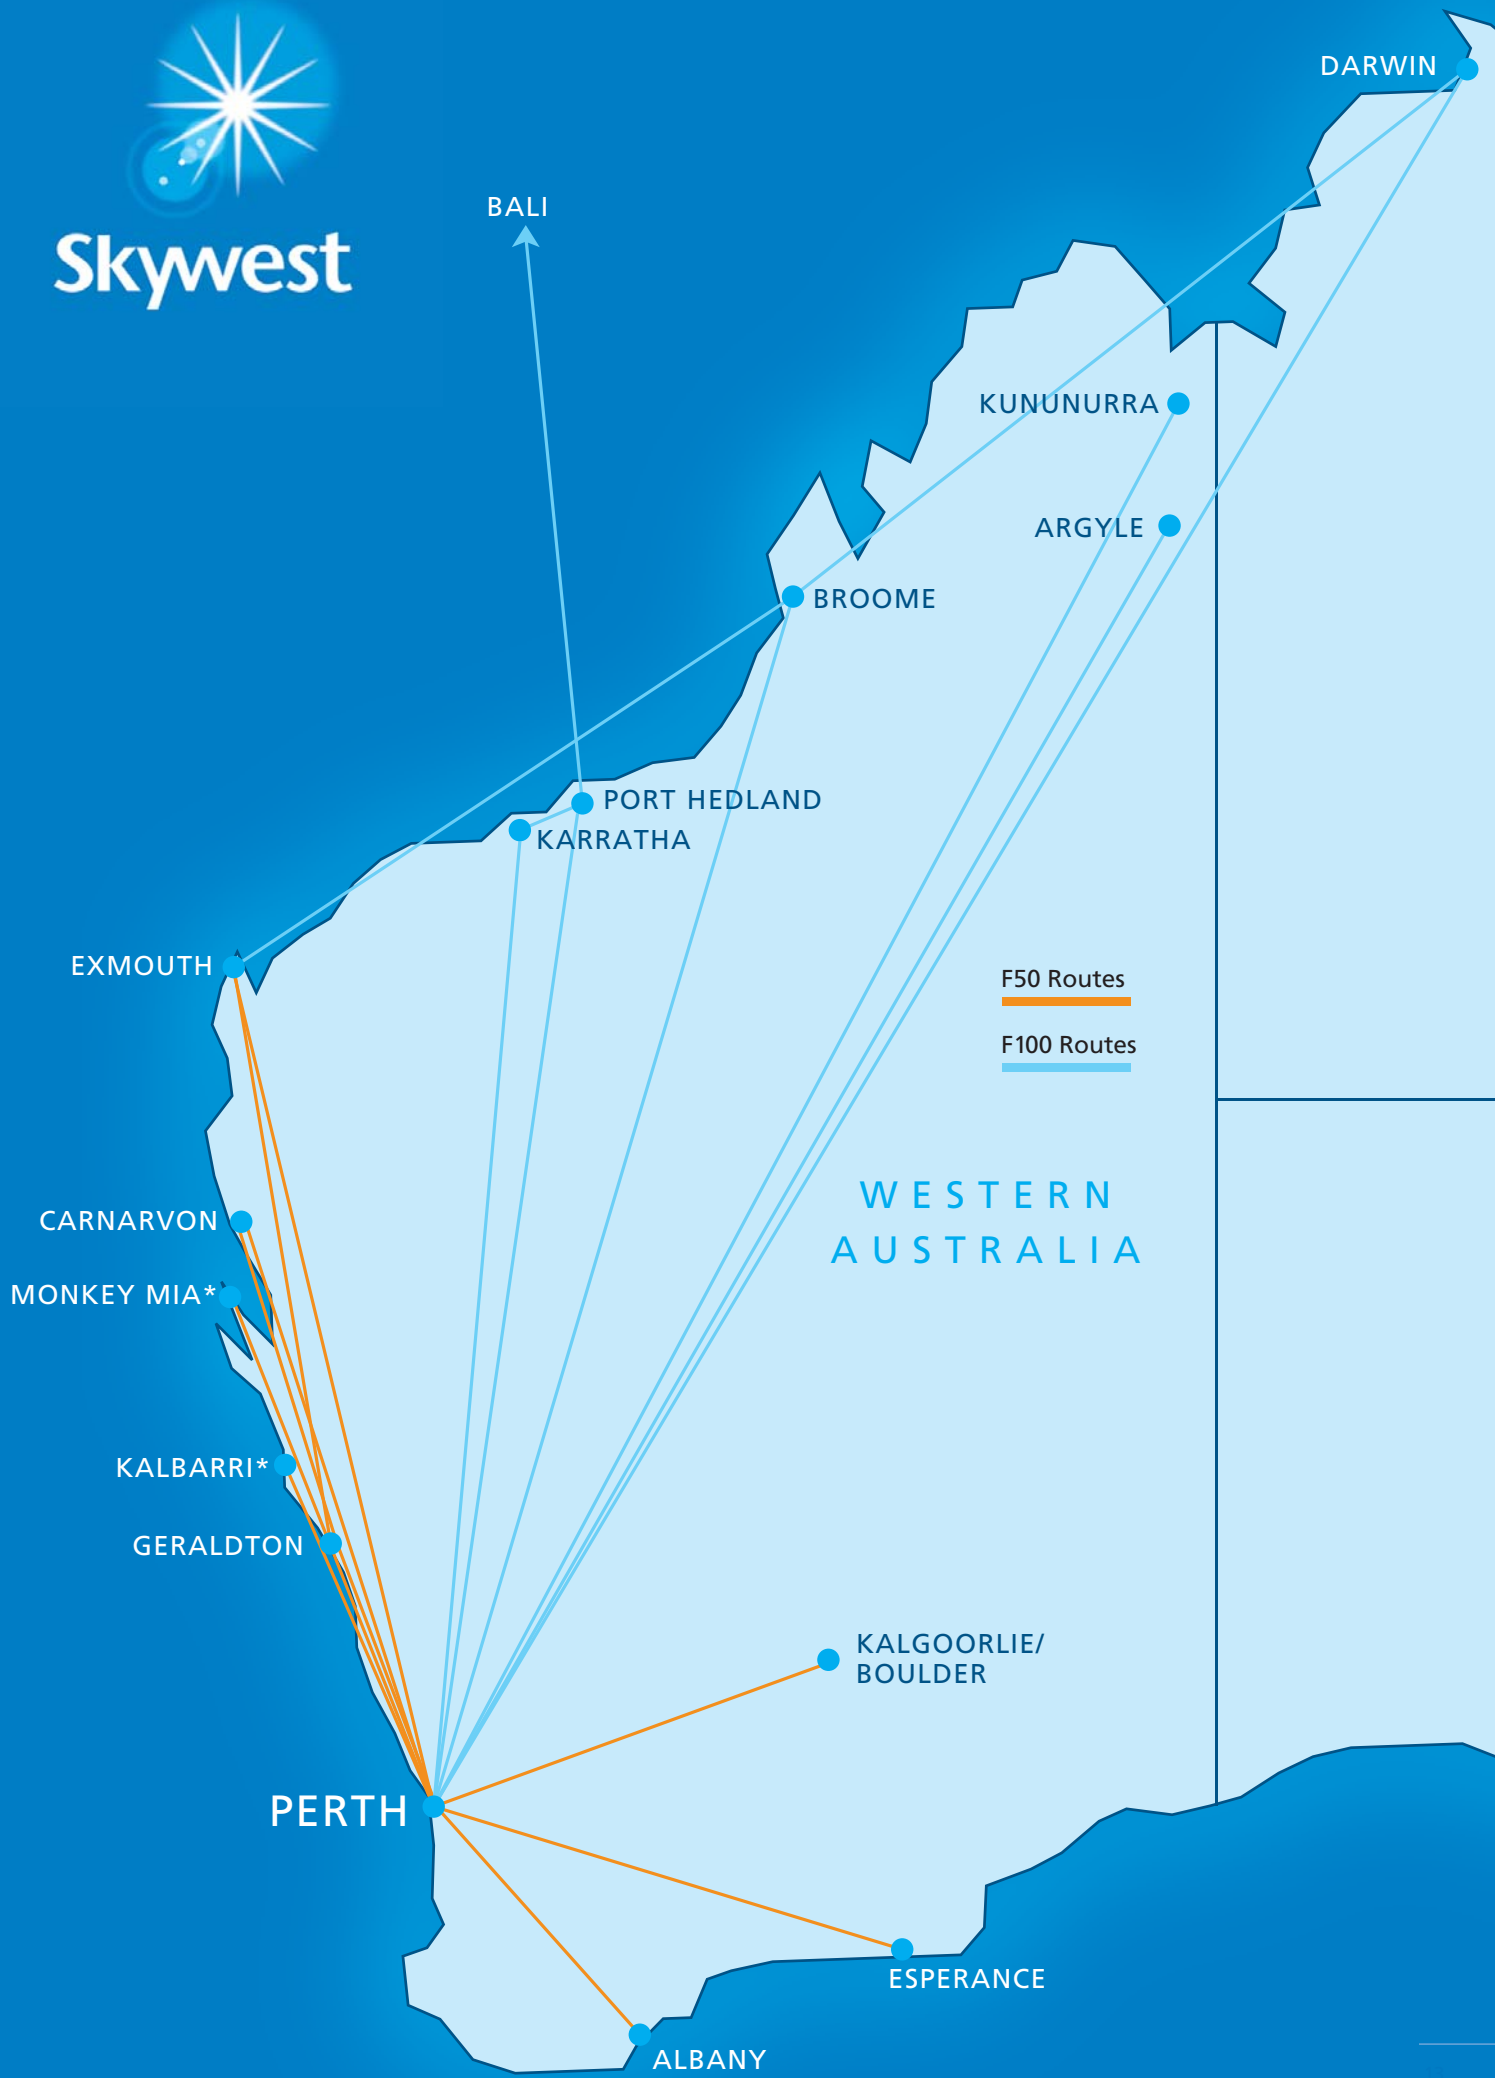 Skywest
DARWIN
BALI
KUNUNURRA
ARGYLE
BROOME
PORT HEDLAND
KARRATHA
EXMOUTH
F50 Routes
F100 Routes
WESTERN
AUSTRALIA
CARNARVON
MONKEY MIA*
KALBARRI*
GERALDTON
KALGOORLIE/
BOULDER
PERTH
ESPERANCE
ALBANY